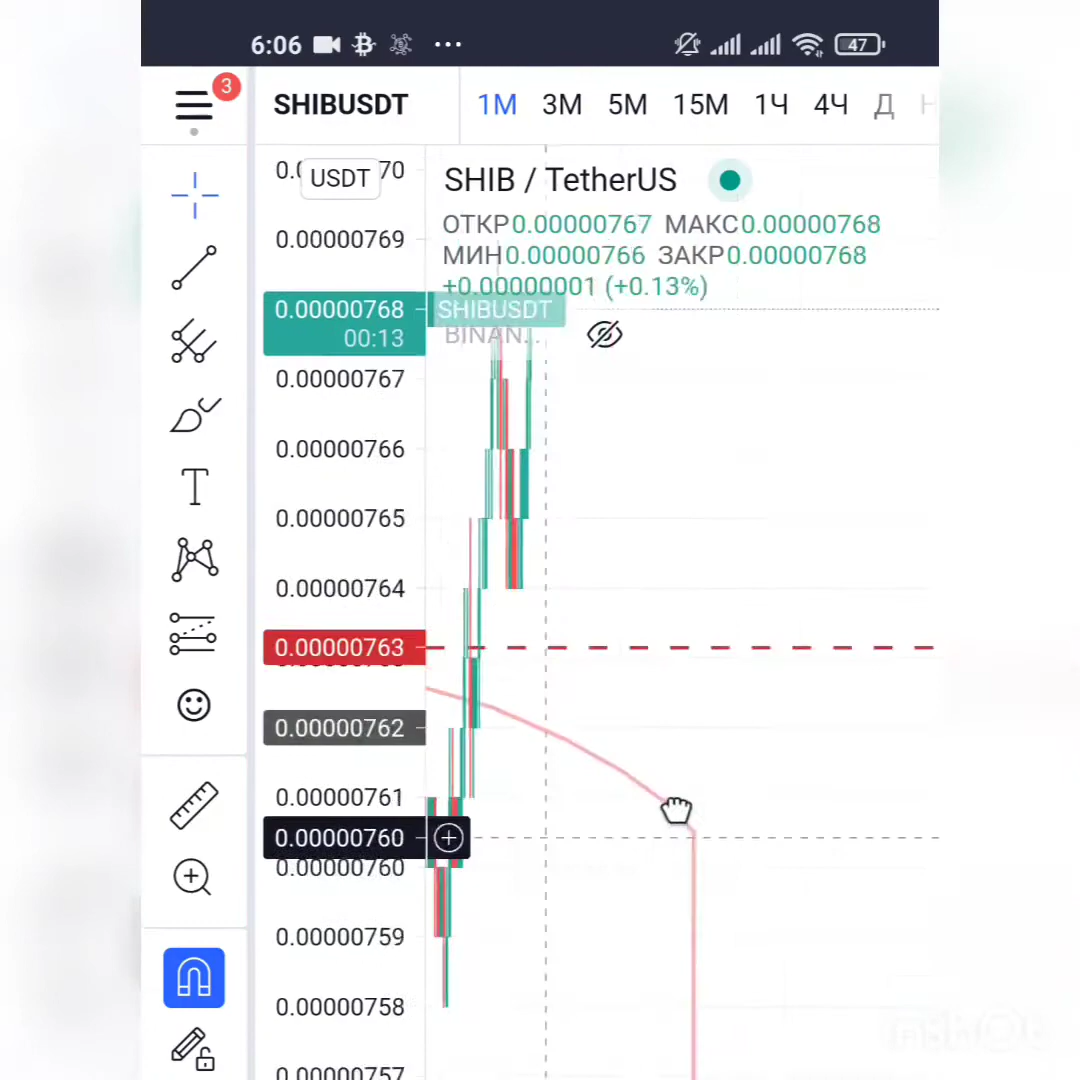 6:06 47
3
SHIBUSDT 1М 3М 5М 15М 1Ч 4Ч Д Н
USDT
SHIB / TetherUS
ОТКР0.00000767 МАКС0.00000768
МИН0.00000766 ЗАКР0.00000768
+0.00000001 (+0.13%)
0.00000769
0.00000768 SHIBUSDT
00:13 BINAN...
0.00000767
0.00000766
0.00000765
0.00000764
0.00000763
0.00000762
0.00000761
0.00000760
0.00000760
0.00000759
0.00000758
0.00000757